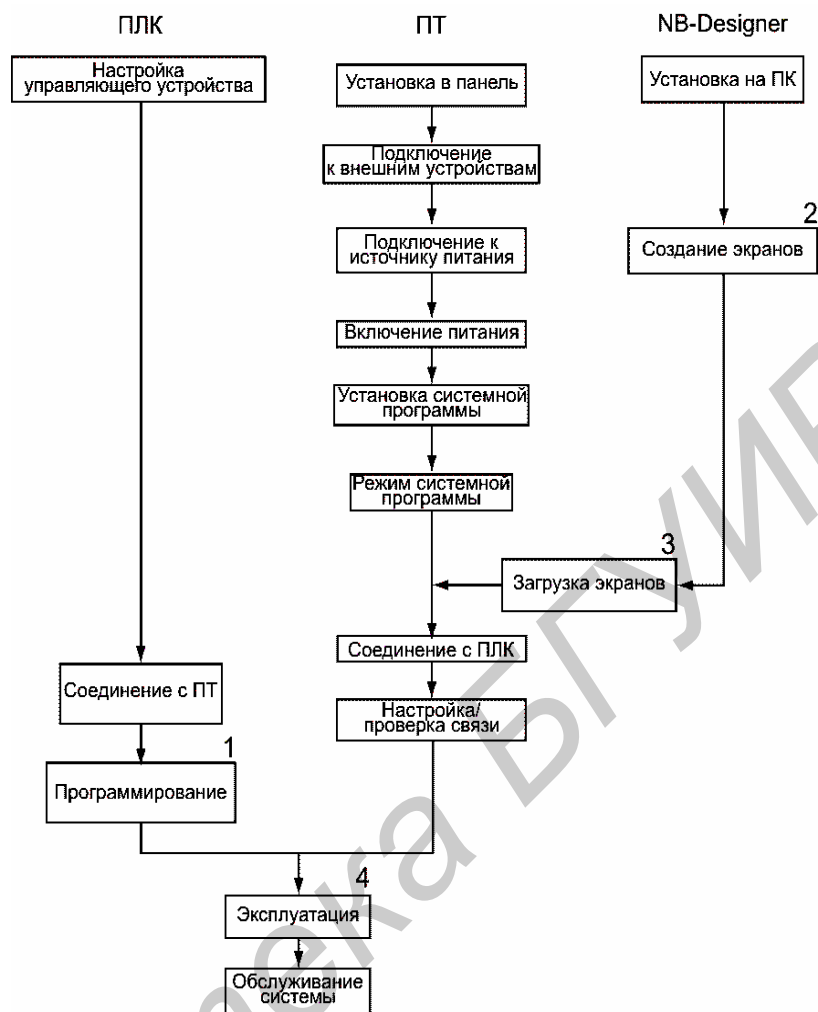 ПЛК
Настройка
управляющего устройства
Соединение с ПТ
1
Программирование
ПТ
Установка в панель
Подключение
к внешним устройствам
Подключение к
источнику питания
Включение питания
Установка системной
программы
Режим системной
программы
Соединение с ПЛК
Настройка/
проверка связи
NB-Designer
Установка на ПК
2
Создание экранов
3
Загрузка экранов
4
Эксплуатация
Обслуживание
системы
тека БГУИР